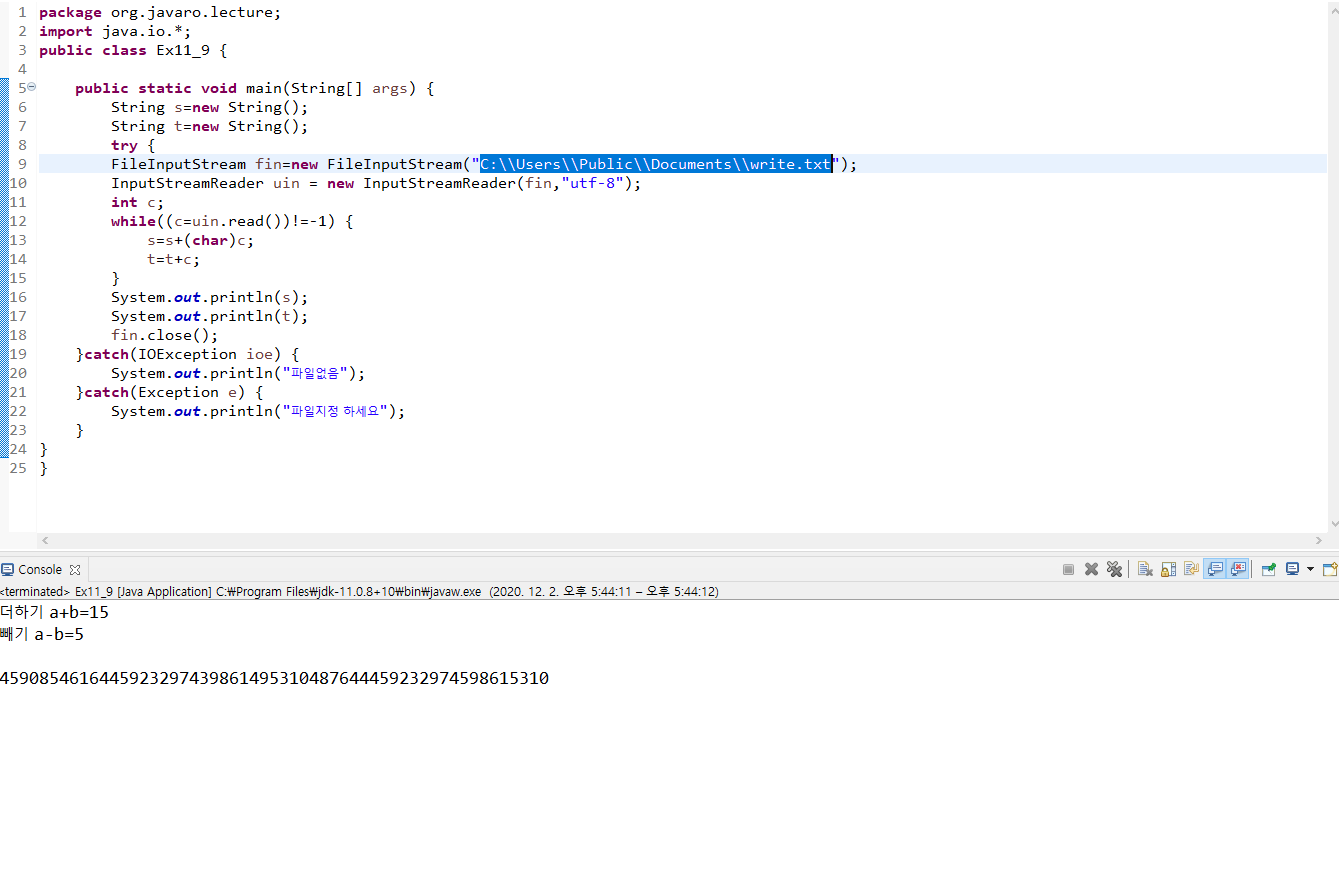 1 package org.javaro.lecture;
2 import java.io.*;
3 public class Ex11_9 {
4
5 public static void main(String[] args) {
6 String s=new String();
7 String t=new String();
8 try {
9 FileInputStream fin=new FileInputStream("C:\\Users\\Public\\Documents\\write.txt");
10 InputStreamReader uin = new InputStreamReader(fin,"utf-8");
11 int c;
12 while((c=uin.read())!=-1) {
13 s=s+(char)c;
14 t=t+c;
15 }
16 System.out.println(s);
17 System.out.println(t);
18 fin.close();
19 }catch(IOException ioe) {
20 System.out.println("파일없음");
21 }catch(Exception e) {
22 System.out.println("파일지정 하세요");
23 }
24 }
25 }
Console
<terminated> Ex11_9 [Java Application] C:₩Program Files₩jdk-11.0.8+10₩bin₩javaw.exe (2020. 12. 2. 오후 5:44:11 – 오후 5:44:12)
더하기 a+b=15
빼기 a-b=5
4590854616445923297439861495310487644459232974598615310